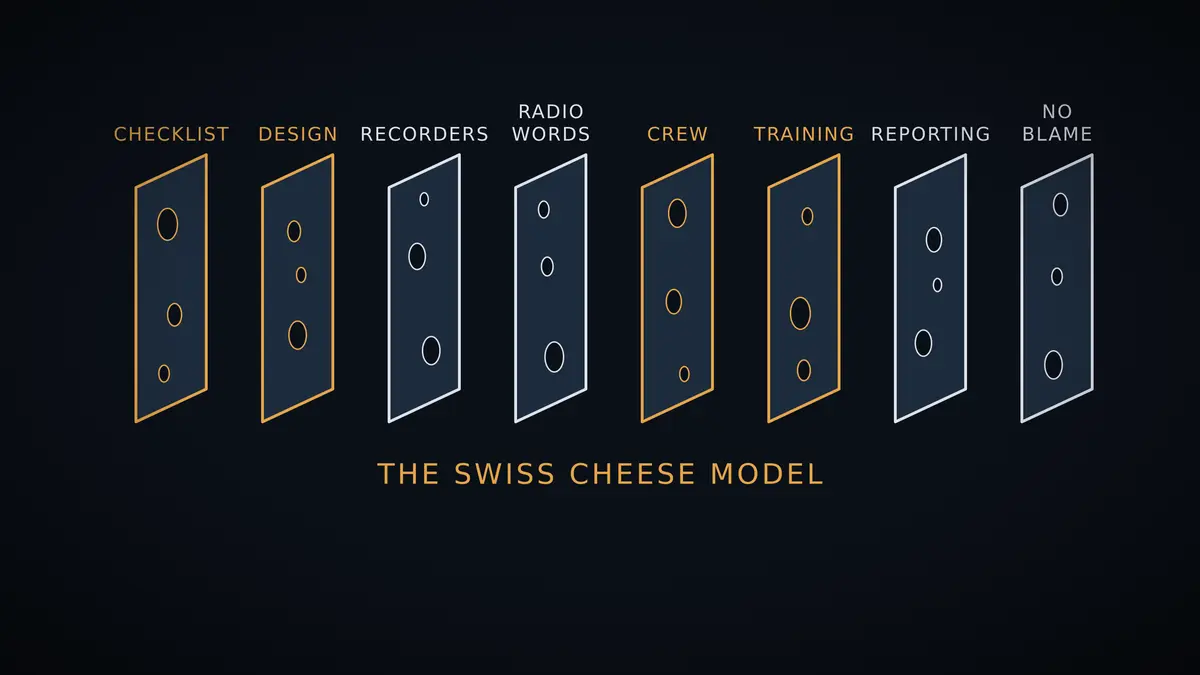 CHECKLIST
DESIGN
RECORDERS
RADIO
WORDS
CREW
TRAINING
REPORTING
NO
BLAME
THE SWISS CHEESE MODEL